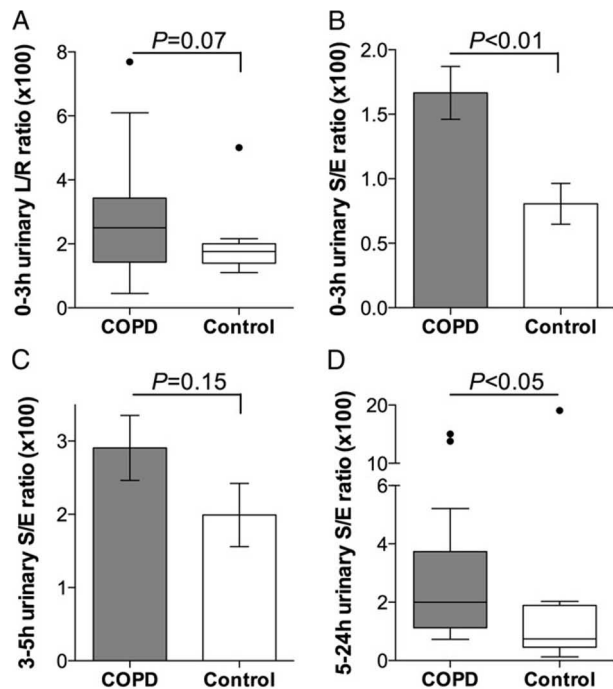 A
P=0.07
0-3h urinary L/R ratio (x100)
8
6
4
2
0
COPD
Control
B
P<0.01
0-3h urinary S/E ratio (x100)
2.0
1.5
1.0
0.5
0.0
COPD
Control
C
P=0.15
3-5h urinary S/E ratio (x100)
3
2
1
0
COPD
Control
D
P<0.05
5-24h urinary S/E ratio (x100)
20
10
6
4
2
0
COPD
Control